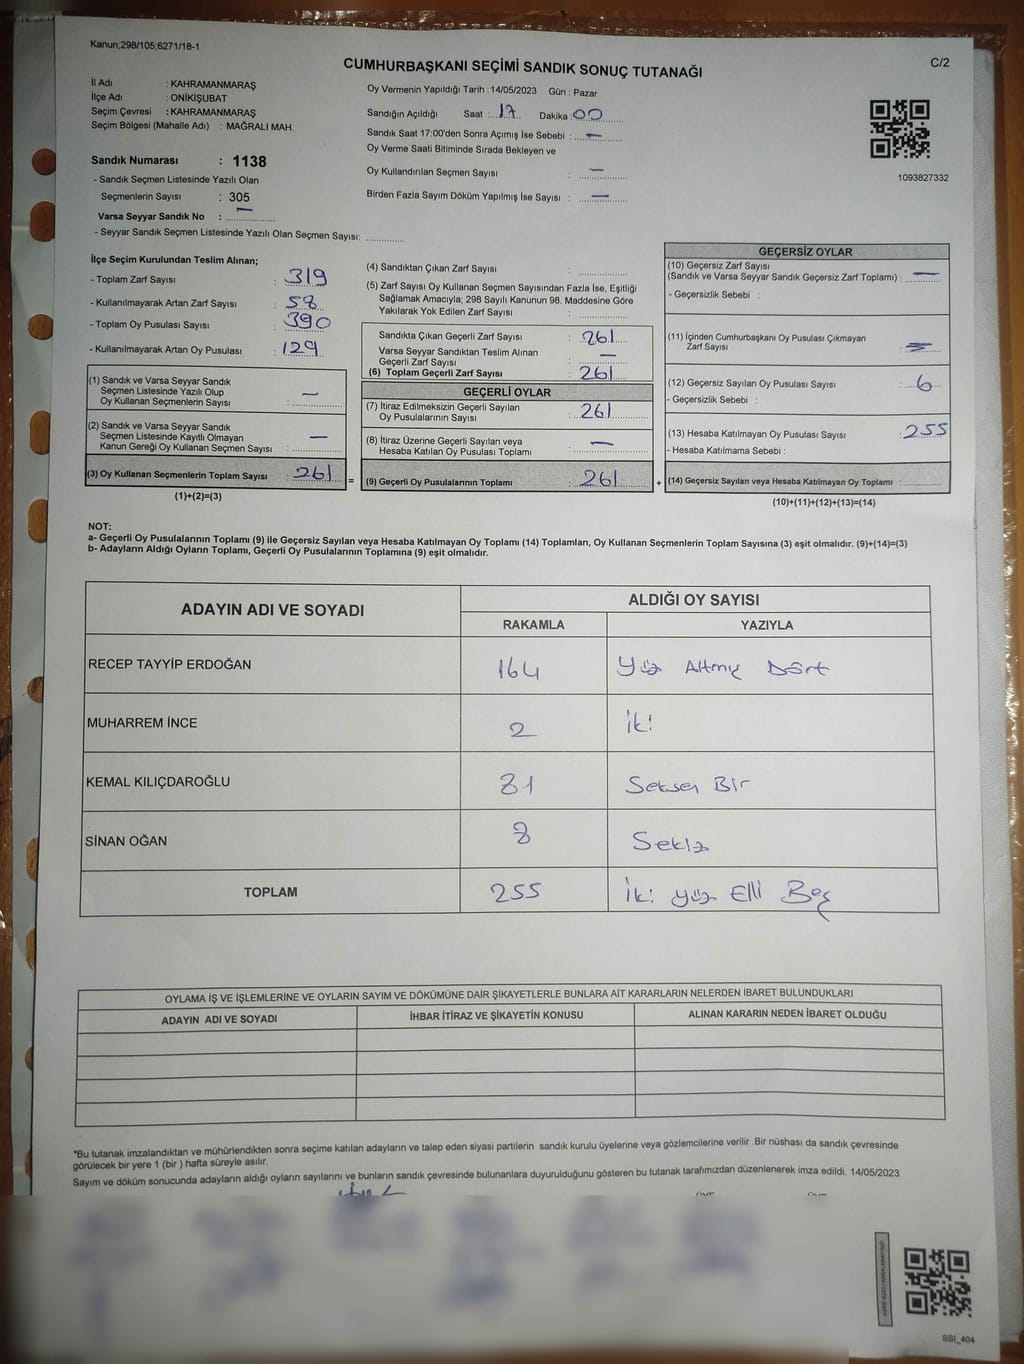 Kanun;298/105;6271/18-1
C/2
CUMHURBAŞKANI SEÇİMİ SANDIK SONUÇ TUTANAĞI
İl Adı : KAHRAMANMARAŞ
İlçe Adı : ONİKİŞUBAT
Seçim Çevresi : KAHRAMANMARAŞ
Seçim Bölgesi (Mahalle Adı) : MAĞRALI MAH.
Sandık Numarası : 1138
- Sandık Seçmen Listesinde Yazılı Olan
Seçmenlerin Sayısı : 305
Varsa Seyyar Sandık No : —
- Seyyar Sandık Seçmen Listesinde Yazılı Olan Seçmen Sayısı: ............
Oy Vermenin Yapıldığı Tarih : 14/05/2023 Gün : Pazar
Sandığın Açıldığı Saat : 17 Dakika : 00
Sandık Saat 17:00'den Sonra Açımış İse Sebebi : —
Oy Verme Saati Bitiminde Sırada Bekleyen ve
Oy Kullandırılan Seçmen Sayısı : —
Birden Fazla Sayım Döküm Yapılmış İse Sayısı : —
1093827332
İlçe Seçim Kurulundan Teslim Alınan;
- Toplam Zarf Sayısı : 319
- Kullanılmayarak Artan Zarf Sayısı : 58
- Toplam Oy Pusulası Sayısı : 390
- Kullanılmayarak Artan Oy Pusulası : 129
(1) Sandık ve Varsa Seyyar Sandık
Seçmen Listesinde Yazılı Olup
Oy Kullanan Seçmenlerin Sayısı : —
(2) Sandık ve Varsa Seyyar Sandık
Seçmen Listesinde Kayıtlı Olmayan
Kanun Gereği Oy Kullanan Seçmen Sayısı : —
(3) Oy Kullanan Seçmenlerin Toplam Sayısı : 261 =
(1)+(2)=(3)
(4) Sandıktan Çıkan Zarf Sayısı : ............
(5) Zarf Sayısı Oy Kullanan Seçmen Sayısından Fazla İse, Eşitliği
Sağlamak Amacıyla; 298 Sayılı Kanunun 98. Maddesine Göre
Yakılarak Yok Edilen Zarf Sayısı : ............
Sandıkta Çıkan Geçerli Zarf Sayısı : 261
Varsa Seyyar Sandıktan Teslim Alınan
Geçerli Zarf Sayısı : —
(6) Toplam Geçerli Zarf Sayısı : 261
GEÇERLİ OYLAR
(7) İtiraz Edilmeksizin Geçerli Sayılan
Oy Pusulalarının Sayısı : 261
(8) İtiraz Üzerine Geçerli Sayılan veya
Hesaba Katılan Oy Pusulaları Toplamı : —
(9) Geçerli Oy Pusulalarının Toplamı : 261 +
GEÇERSİZ OYLAR
(10) Geçersiz Zarf Sayısı
(Sandık ve Varsa Seyyar Sandık Geçersiz Zarf Toplamı) : —
- Geçersizlik Sebebi :
(11) İçinden Cumhurbaşkanı Oy Pusulası Çıkmayan
Zarf Sayısı : —
(12) Geçersiz Sayılan Oy Pusulası Sayısı : 6
- Geçersizlik Sebebi :
(13) Hesaba Katılmayan Oy Pusulası Sayısı : 255
- Hesaba Katılmama Sebebi :
(14) Geçersiz Sayılan veya Hesaba Katılmayan Oy Toplamı : ............
(10)+(11)+(12)+(13)=(14)
NOT:
a- Geçerli Oy Pusulalarının Toplamı (9) ile Geçersiz Sayılan veya Hesaba Katılmayan Oy Toplamı (14) Toplamları, Oy Kullanan Seçmenlerin Toplam Sayısına (3) eşit olmalıdır. (9)+(14)=(3)
b- Adayların Aldığı Oyların Toplamı, Geçerli Oy Pusulalarının Toplamına (9) eşit olmalıdır.
ADAYIN ADI VE SOYADI ALDIĞI OY SAYISI
RAKAMLA YAZIYLA
RECEP TAYYİP ERDOĞAN 164 Yüz Altmış Dört
MUHARREM İNCE 2 İki
KEMAL KILIÇDAROĞLU 81 Seksen Bir
SİNAN OĞAN 8 Sekiz
TOPLAM 255 İki yüz Elli Beş
OYLAMA İŞ VE İŞLEMLERİNE VE OYLARIN SAYIM VE DÖKÜMÜNE DAİR ŞİKAYETLERLE BUNLARA AİT KARARLARIN NELERDEN İBARET BULUNDUKLARI
ADAYIN ADI VE SOYADI İHBAR İTİRAZ VE ŞİKAYETİN KONUSU ALINAN KARARIN NEDEN İBARET OLDUĞU
*Bu tutanak imzalandıktan ve mühürlendikten sonra seçime katılan adayların ve talep eden siyasi partilerin sandık kurulu üyelerine veya gözlemcilerine verilir .Bir nüshası da sandık çevresinde
görülecek bir yere 1 (bir ) hafta süreyle asılır.
Sayım ve döküm sonucunda adayların aldığı oyların sayılarını ve bunların sandık çevresinde bulunanlara duyurulduğunu gösteren bu tutanak tarafımızdan düzenlenerek imza edildi. 14/05/2023
SSI_404